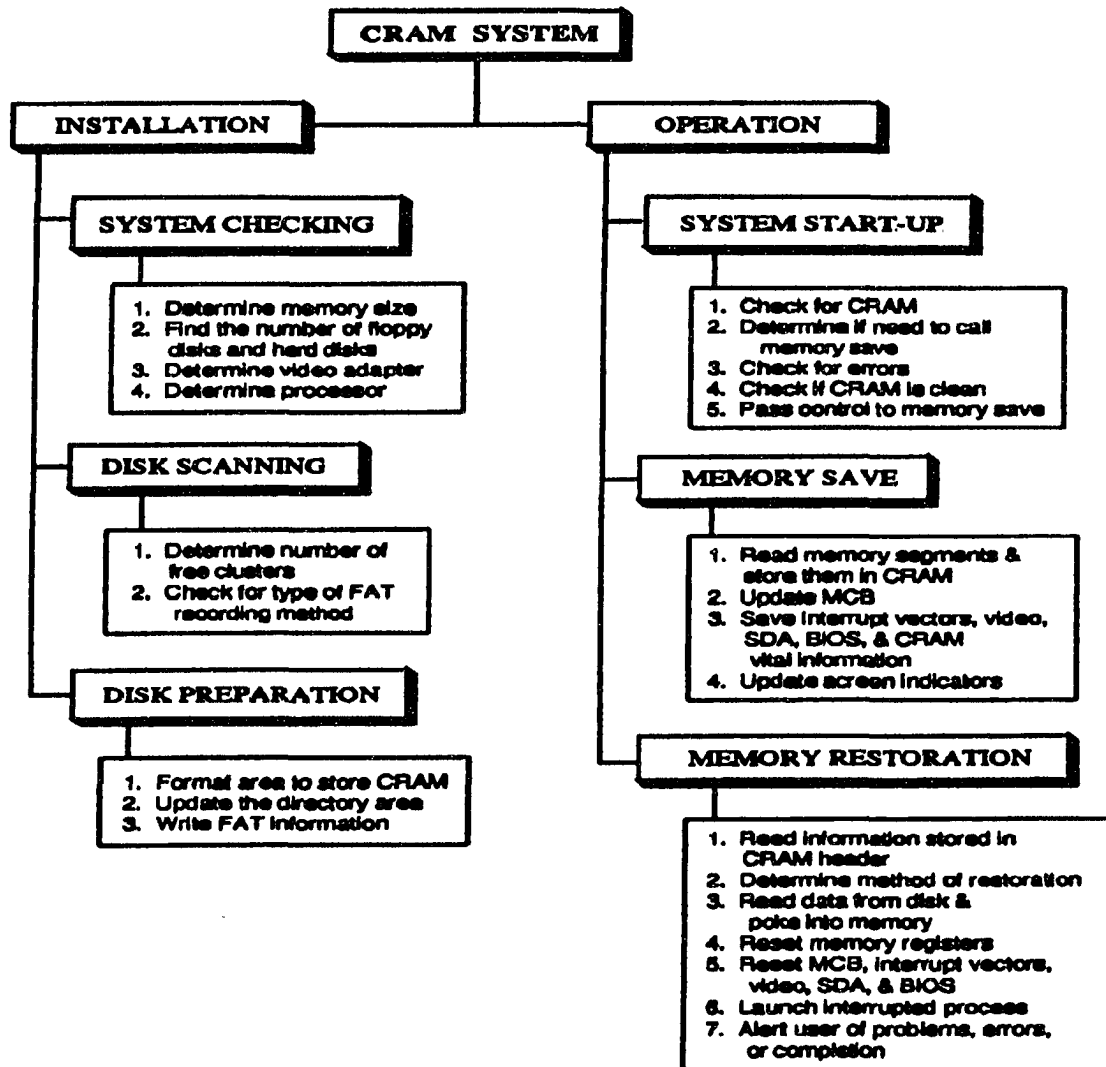 CRAM SYSTEM
INSTALLATION
SYSTEM CHECKING
1. Determine memory size
2. Find the number of floppy
disks and hard disks
3. Determine video adapter
4. Determine processor
DISK SCANNING
1. Determine number of
free clusters
2. Check for type of FAT
recording method
DISK PREPARATION
1. Format area to store CRAM
2. Update the directory area
3. Write FAT information
OPERATION
SYSTEM START-UP
1. Check for CRAM
2. Determine if need to call
memory save
3. Check for errors
4. Check if CRAM is clean
5. Pass control to memory save
MEMORY SAVE
1. Read memory segments &
store them in CRAM
2. Update MCB
3. Save interrupt vectors, video,
SDA, BIOS, & CRAM
vital information
4. Update screen indicators
MEMORY RESTORATION
1. Read information stored in
CRAM header
2. Determine method of restoration
3. Read data from disk &
poke into memory
4. Reset memory registers
5. Reset MCB, interrupt vectors,
video, SDA, & BIOS
6. Launch interrupted process
7. Alert user of problems, errors,
or completion